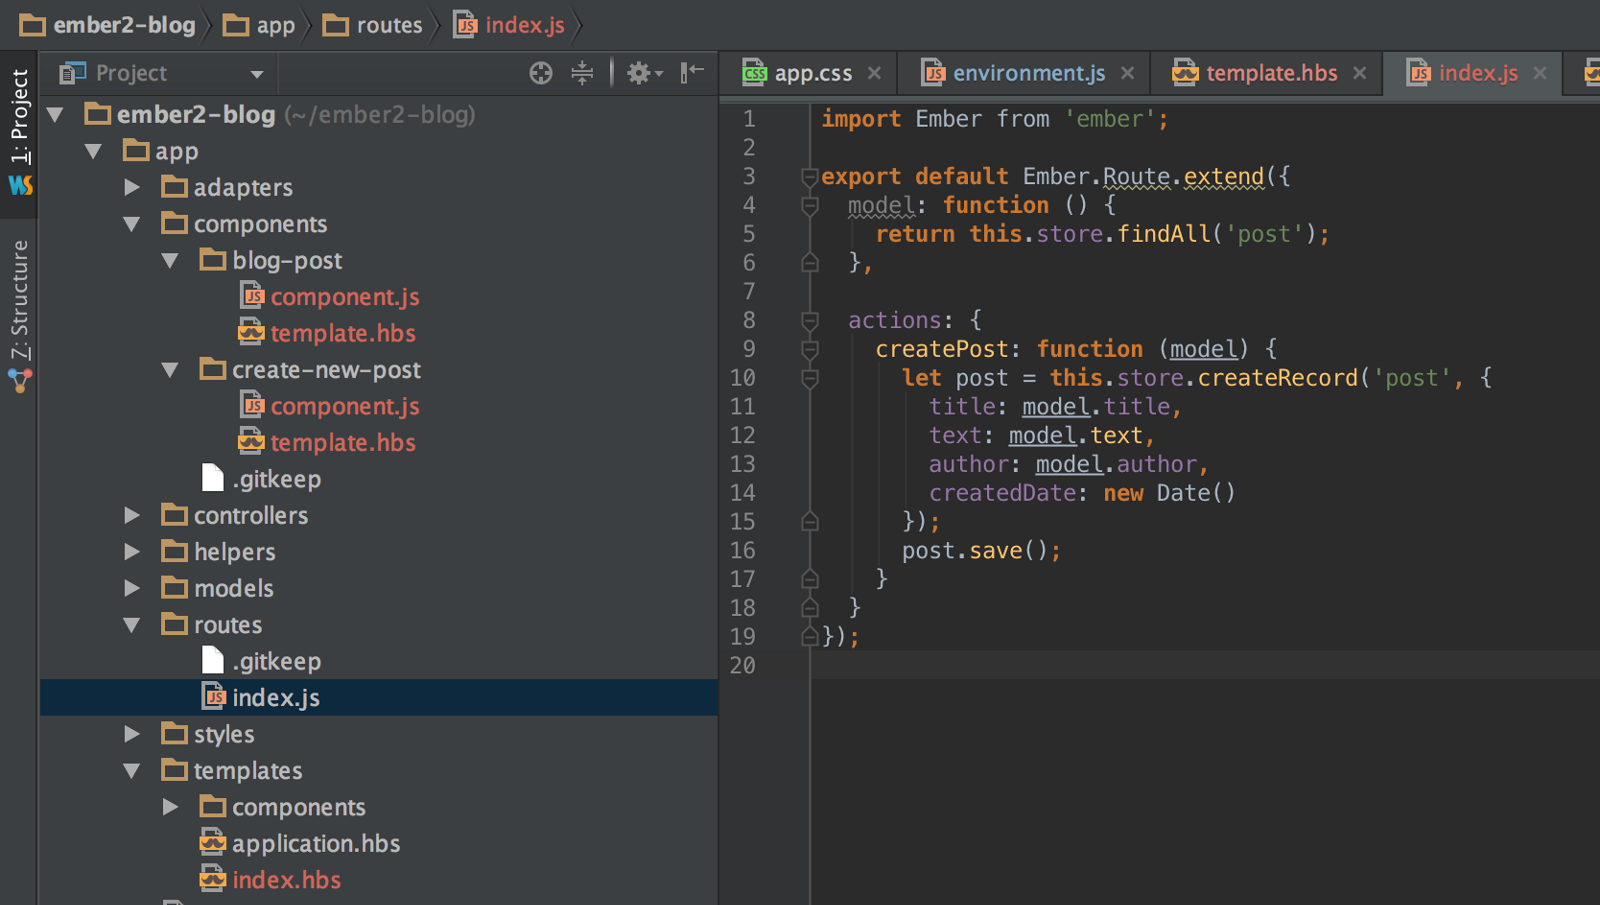 ember2-blog app routes index.js
1: Project
7: Structure
Project
ember2-blog (~/ember2-blog)
app
adapters
components
blog-post
component.js
template.hbs
create-new-post
component.js
template.hbs
.gitkeep
controllers
helpers
models
routes
.gitkeep
index.js
styles
templates
components
application.hbs
index.hbs
app.css environment.js template.hbs index.js
1 import Ember from 'ember';
2
3 export default Ember.Route.extend({
4 model: function () {
5 return this.store.findAll('post');
6 },
7
8 actions: {
9 createPost: function (model) {
10 let post = this.store.createRecord('post', {
11 title: model.title,
12 text: model.text,
13 author: model.author,
14 createdDate: new Date()
15 });
16 post.save();
17 }
18 }
19 });
20